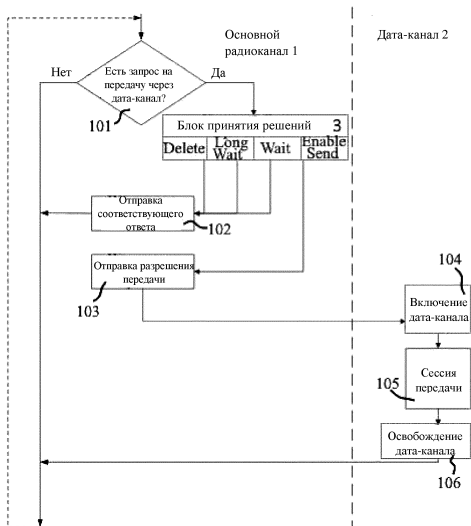 Основной
радиоканал 1
Дата-канал 2
Нет
Есть запрос на
передачу через
дата-канал?
Да
101
Блок принятия решений 3
Delete Long Wait Wait Enable Send
Отправка
соответствующего
ответа
102
Отправка разрешения
передачи
103
104
Включение
дата-канала
Сессия
передачи
105
Освобождение
дата-канала
106